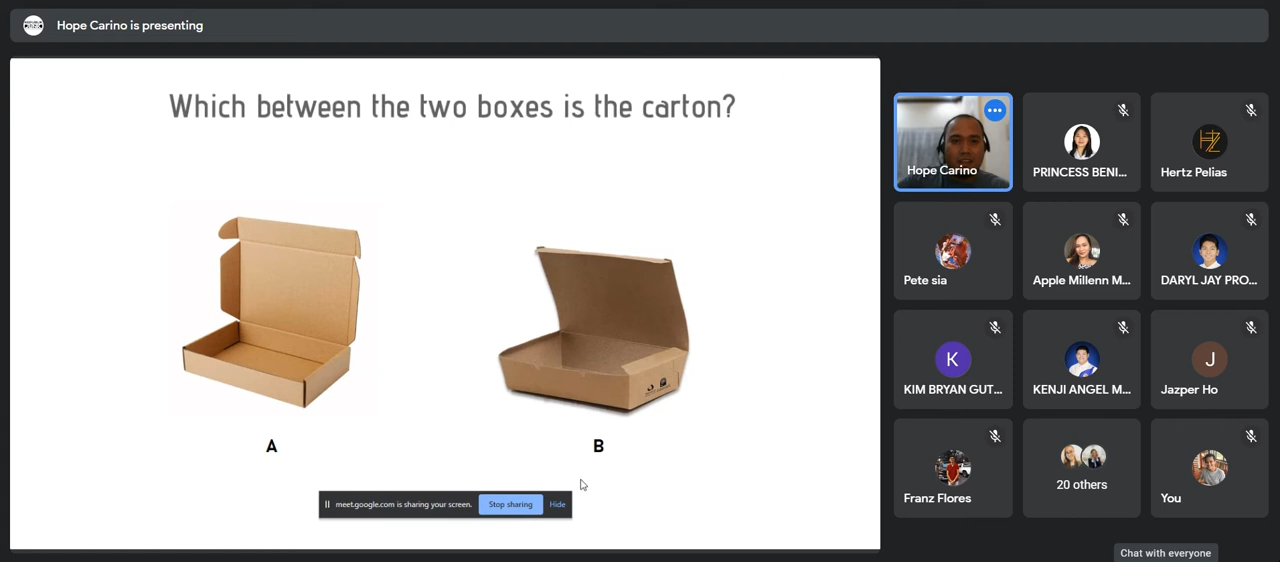 Hope Carino is presenting
Which between the two boxes is the carton?
A
B
meet.google.com is sharing your screen.
Stop sharing
Hide
Hope Carino
PRINCESS BENI...
Hertz Pelias
Pete sia
Apple Millenn M...
DARYL JAY PRO...
K
KIM BRYAN GUT...
KENJI ANGEL M...
J
Jazper Ho
Franz Flores
20 others
You
Chat with everyone